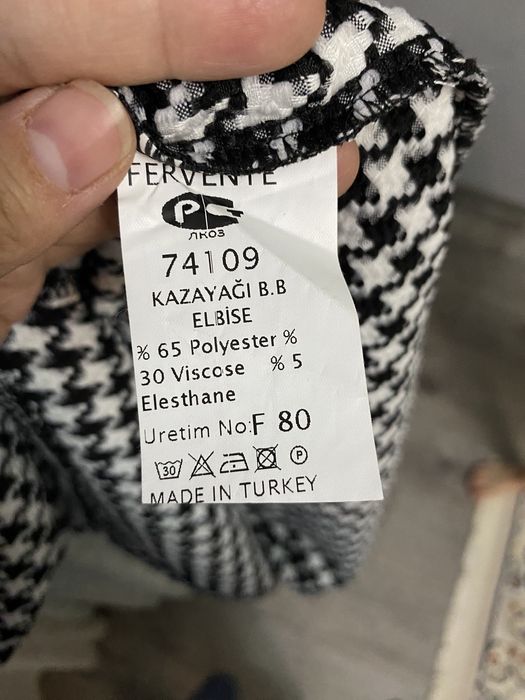 FERVENTE
ЛКОЗ
74109
KAZAYAĞI B.B
ELBİSE
% 65 Polyester %
30 Viscose % 5
Elesthane
Uretim No:F 80
30 P
MADE IN TURKEY